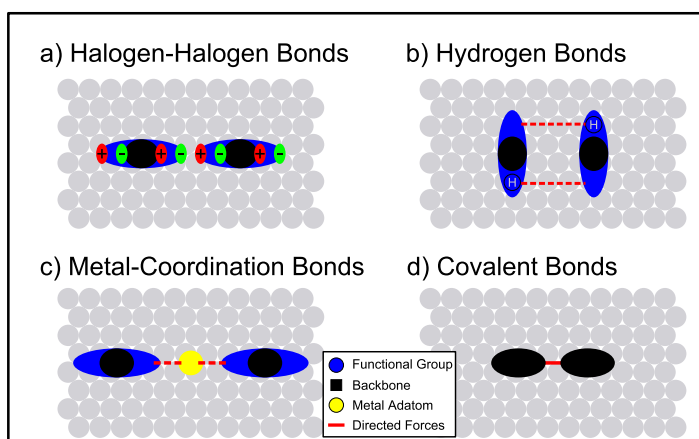 a) Halogen-Halogen Bonds
+ - + - + - + -
b) Hydrogen Bonds
H
H
c) Metal-Coordination Bonds
d) Covalent Bonds
Functional Group
Backbone
Metal Adatom
Directed Forces